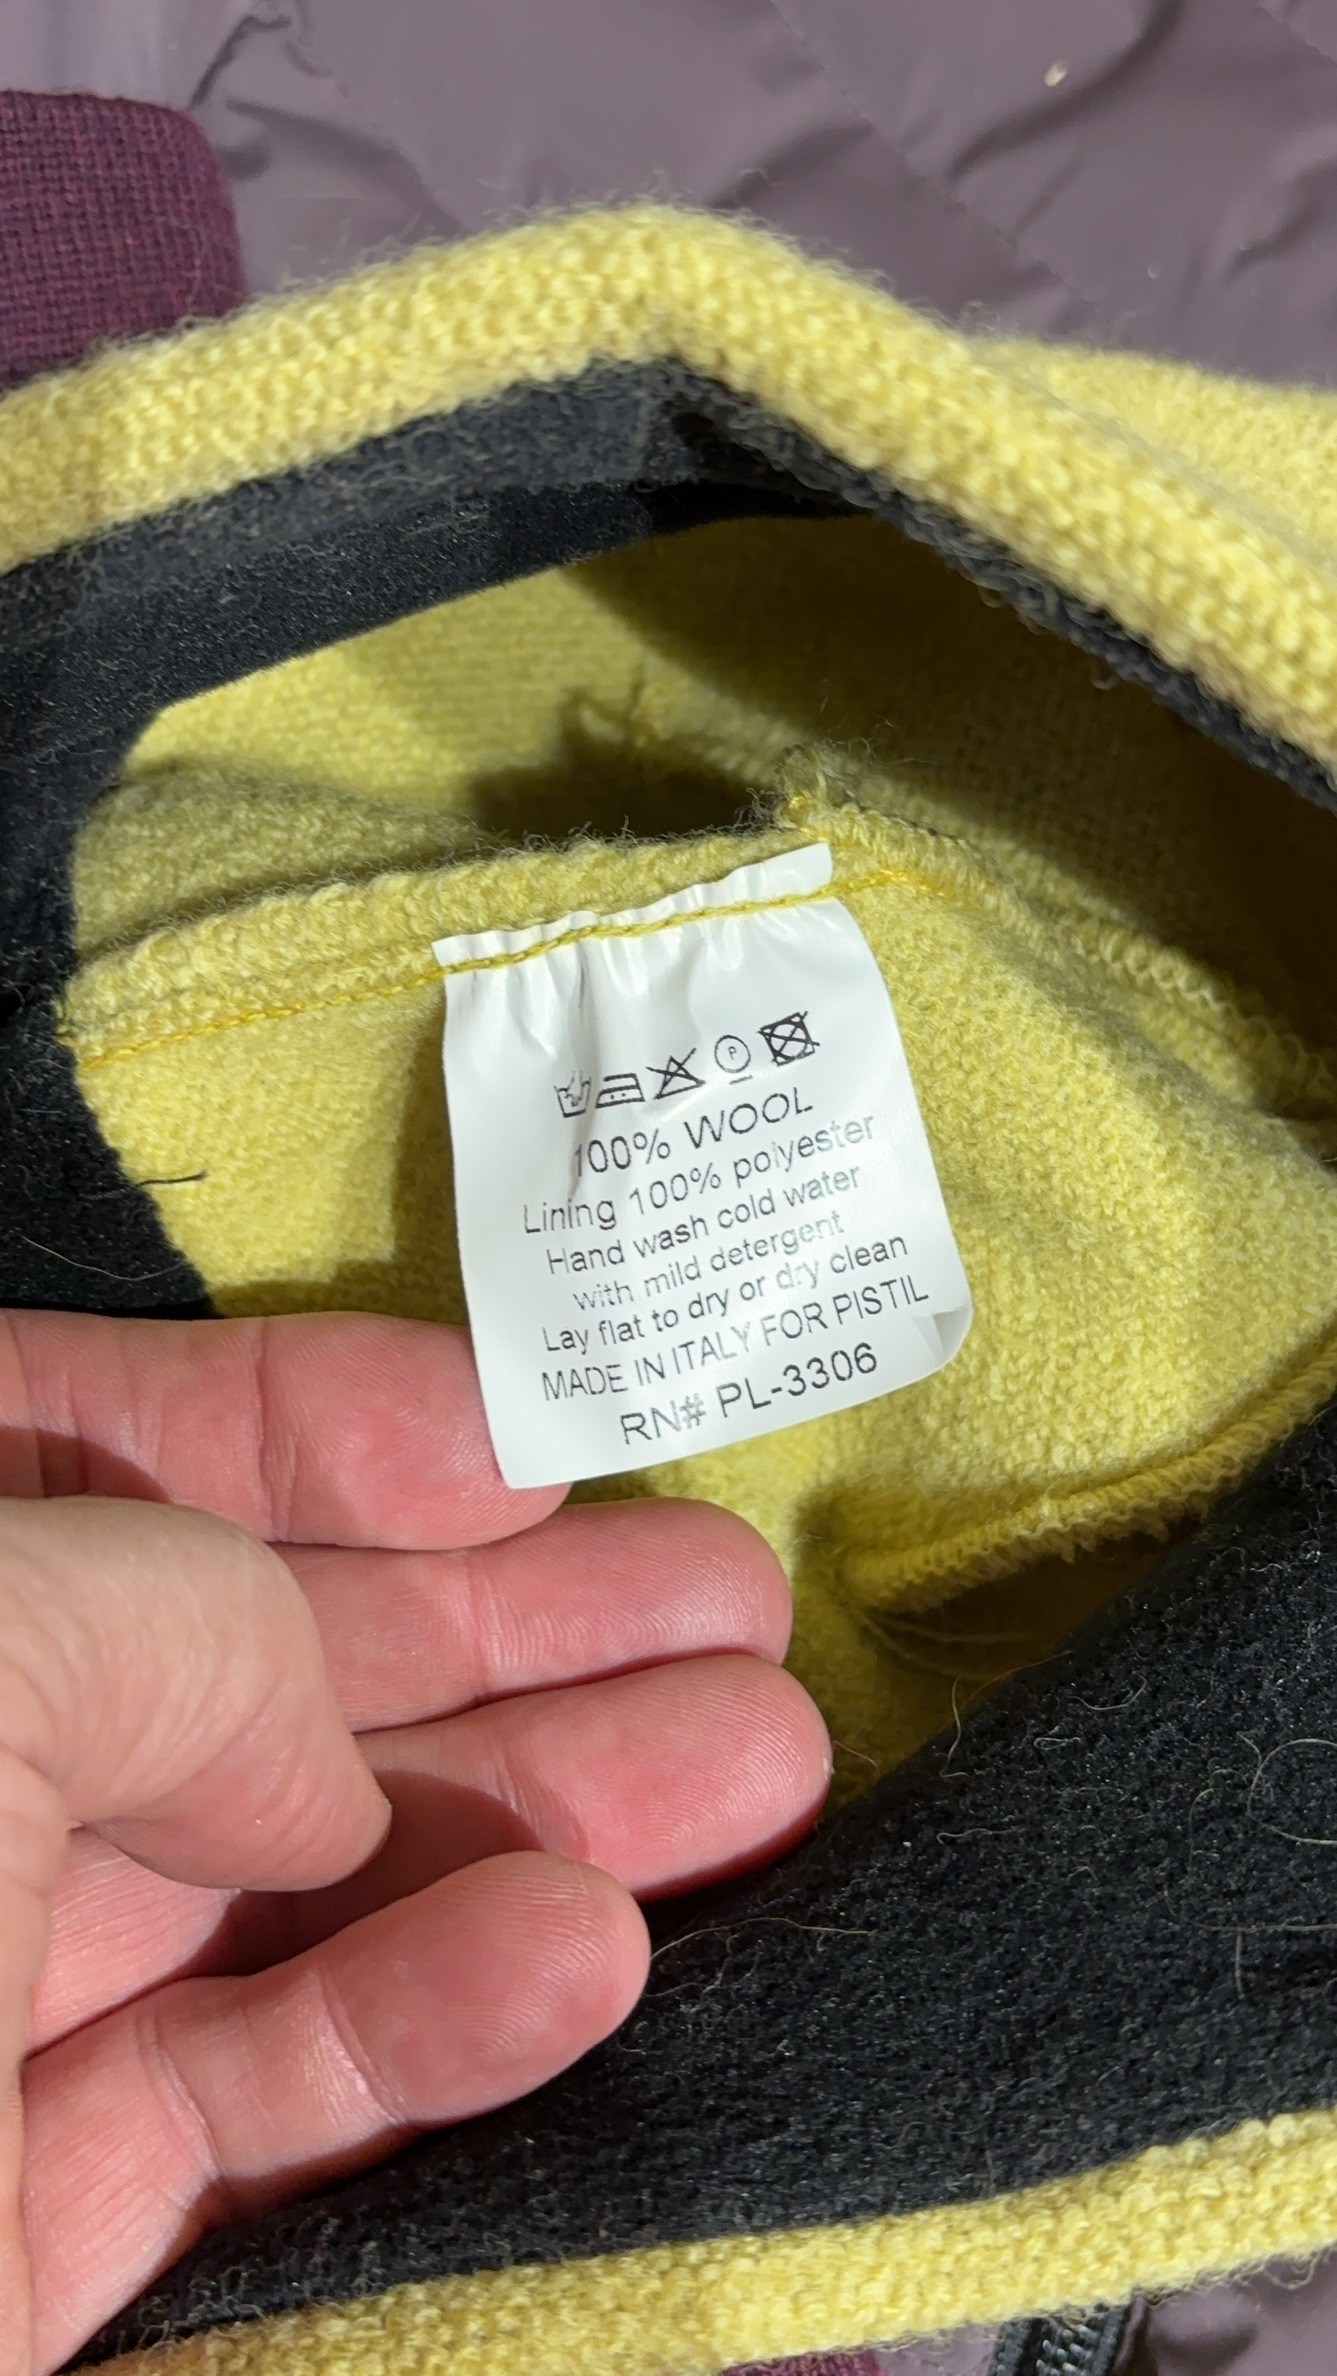 P
100% WOOL
Lining 100% polyester
Hand wash cold water
with mild detergent
Lay flat to dry or dry clean
MADE IN ITALY FOR PISTIL
RN# PL-3306